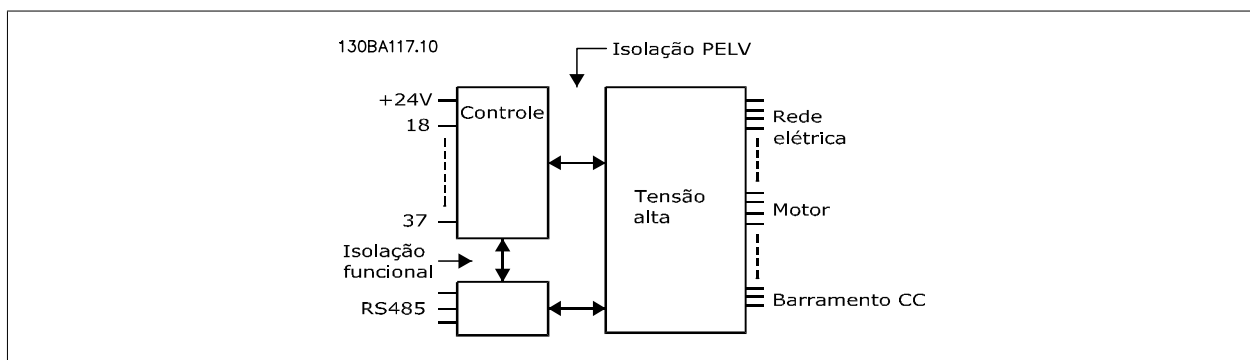 130BA117.10
Isolação PELV
+24V
Controle
18
Rede
elétrica
Tensão
alta
Motor
37
Isolação
funcional
RS485
Barramento CC